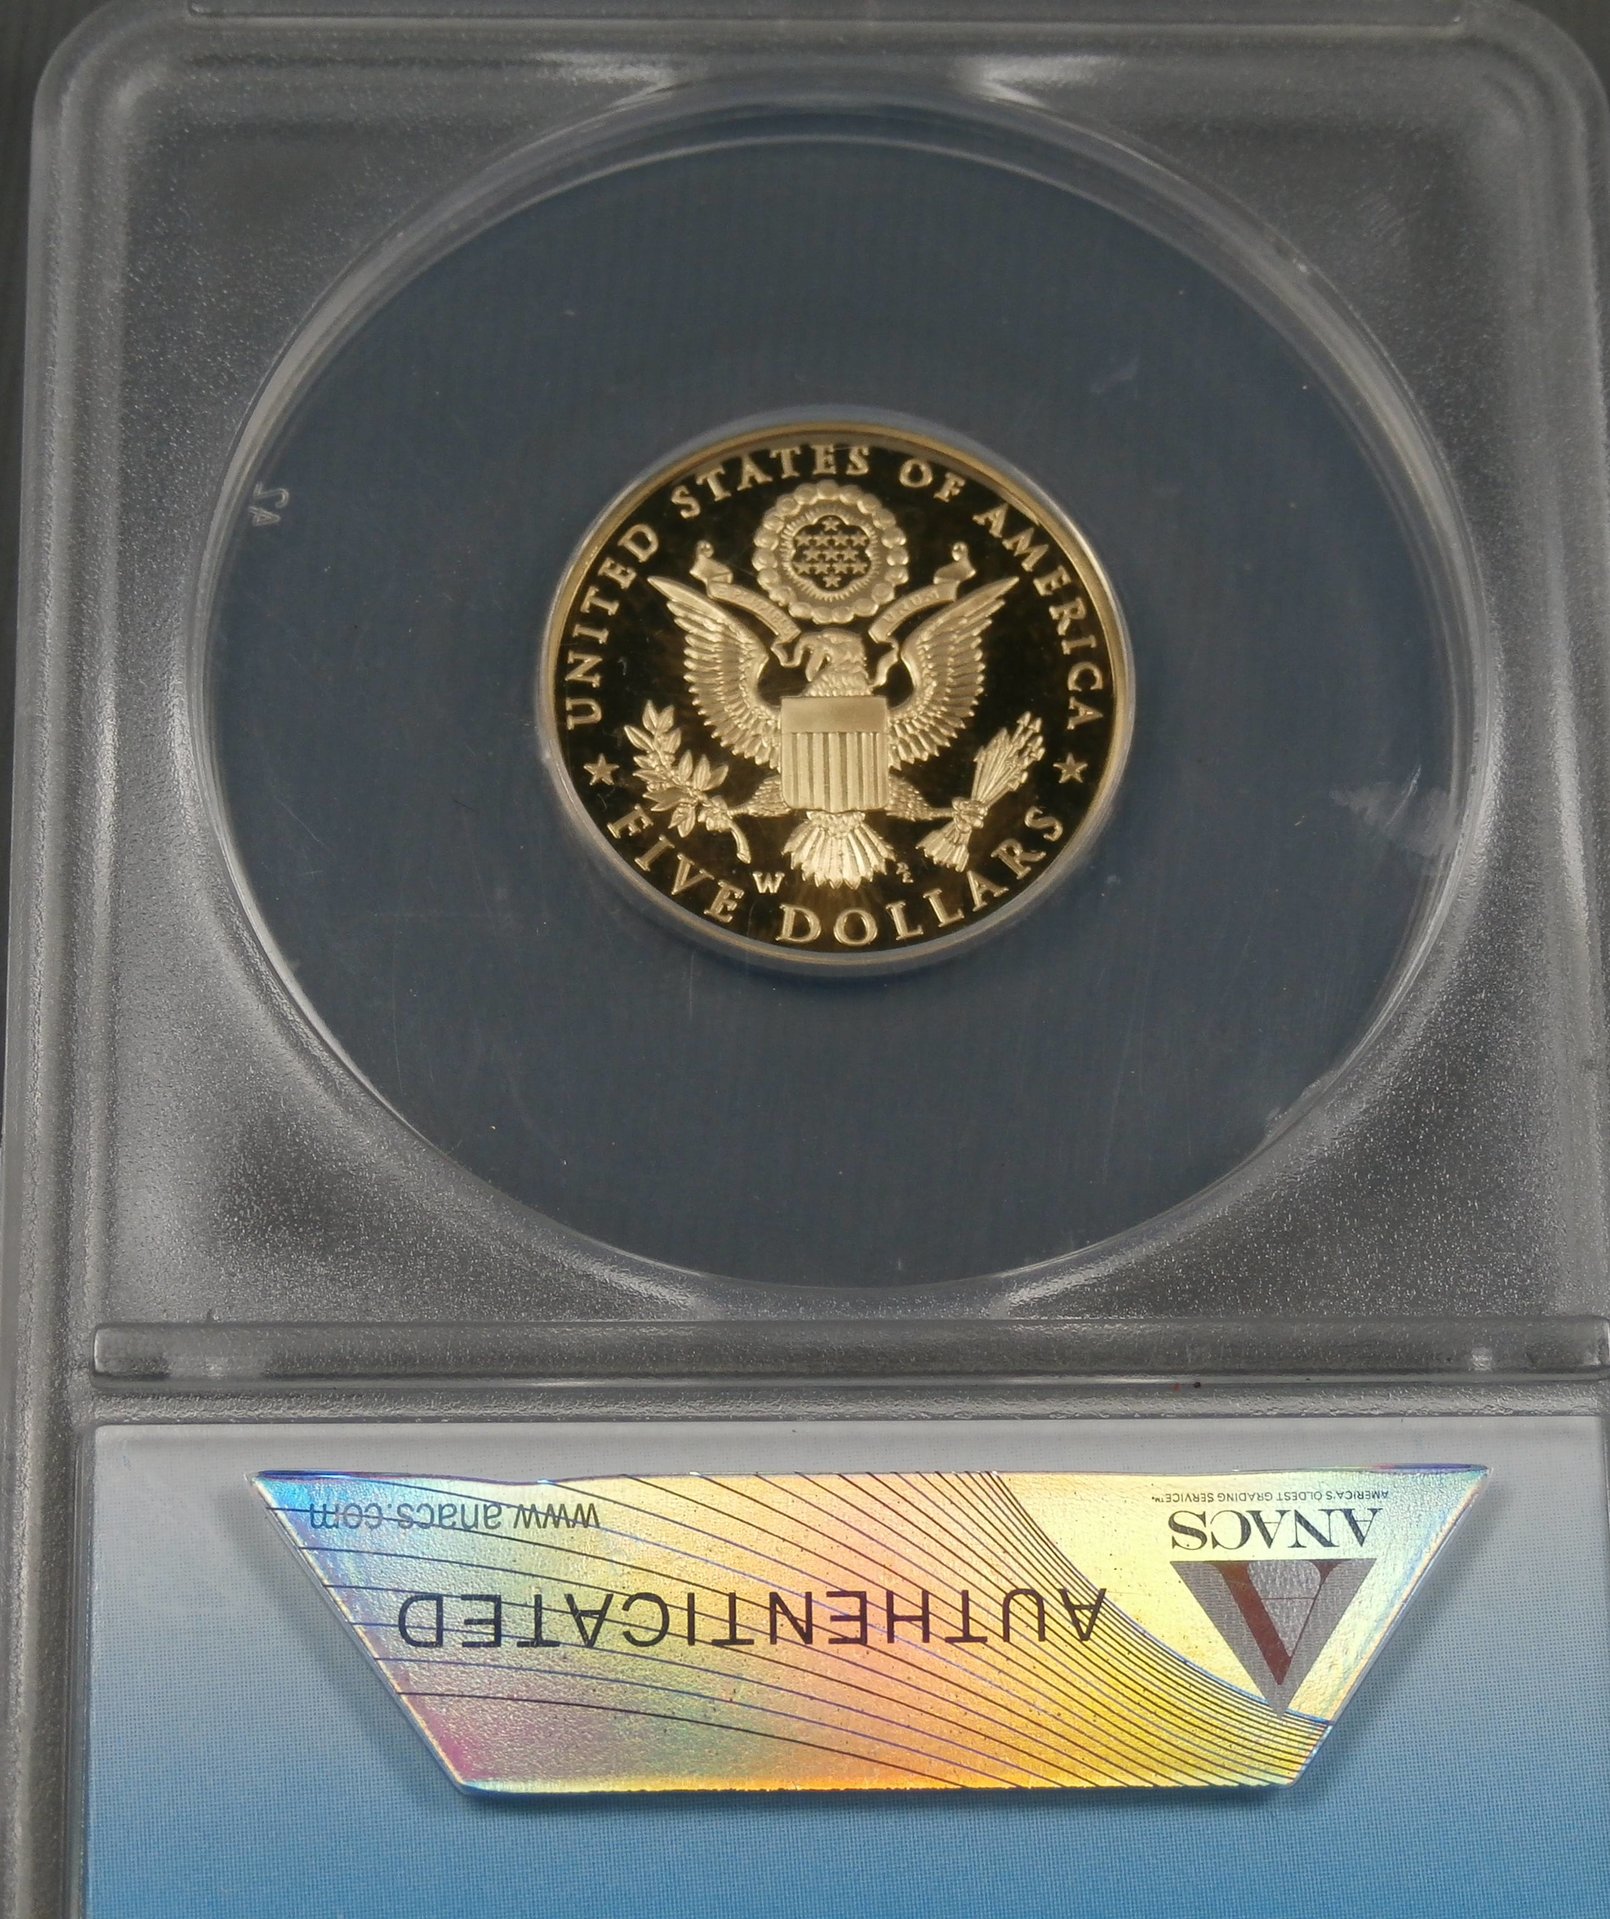 UNITED STATES OF AMERICA
W
FIVE DOLLARS
ANACS
AMERICA'S OLDEST GRADING SERVICE™
AUTHENTICATED
www.anacs.com